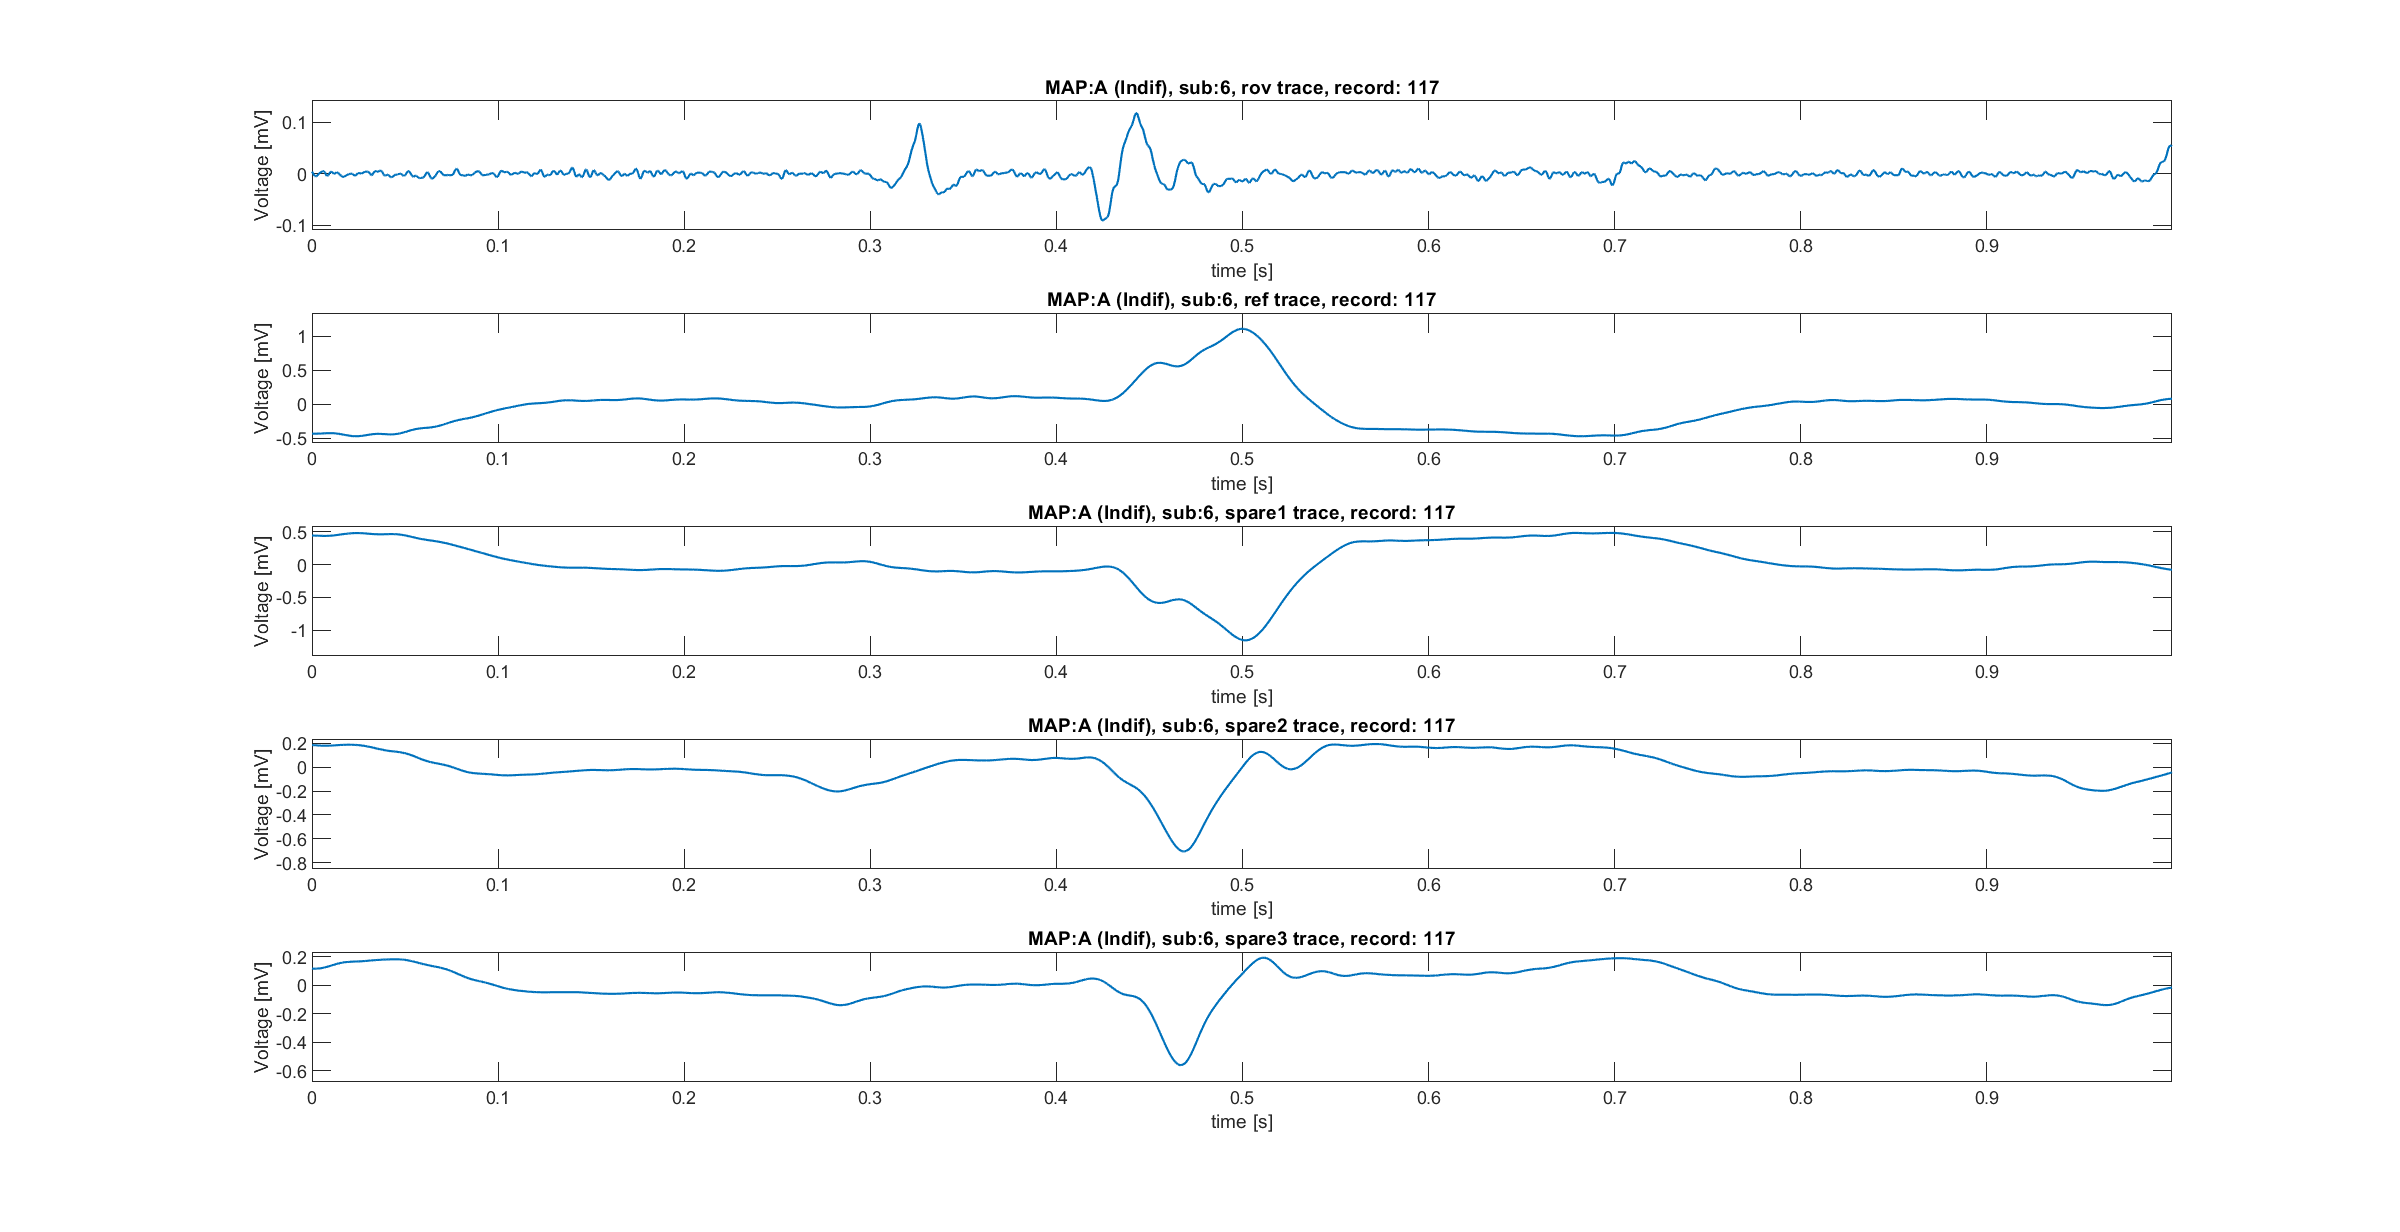 MAP:A (Indif), sub:6, rov trace, record: 117
Voltage [mV]
0.1
0
-0.1
0 0.1 0.2 0.3 0.4 0.5 0.6 0.7 0.8 0.9
time [s]
MAP:A (Indif), sub:6, ref trace, record: 117
Voltage [mV]
1
0.5
0
-0.5
0 0.1 0.2 0.3 0.4 0.5 0.6 0.7 0.8 0.9
time [s]
MAP:A (Indif), sub:6, spare1 trace, record: 117
Voltage [mV]
0.5
0
-0.5
-1
0 0.1 0.2 0.3 0.4 0.5 0.6 0.7 0.8 0.9
time [s]
MAP:A (Indif), sub:6, spare2 trace, record: 117
Voltage [mV]
0.2
0
-0.2
-0.4
-0.6
-0.8
0 0.1 0.2 0.3 0.4 0.5 0.6 0.7 0.8 0.9
time [s]
MAP:A (Indif), sub:6, spare3 trace, record: 117
Voltage [mV]
0.2
0
-0.2
-0.4
-0.6
0 0.1 0.2 0.3 0.4 0.5 0.6 0.7 0.8 0.9
time [s]